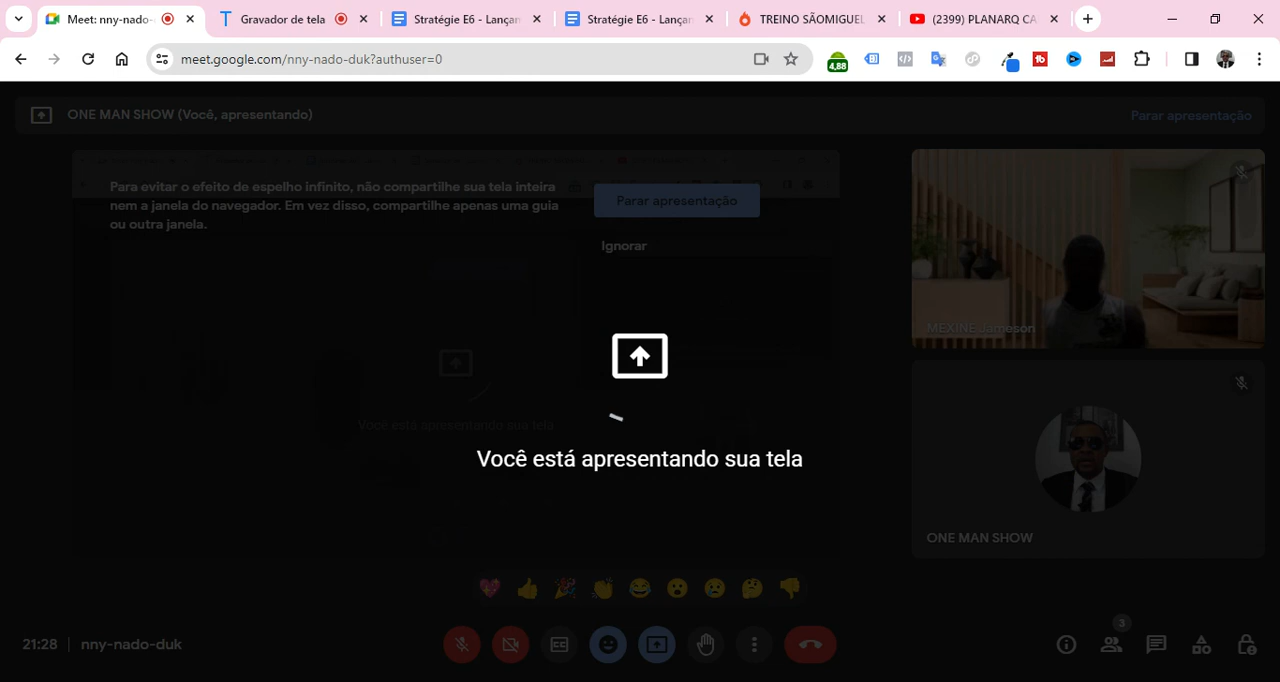 Meet: nny-nado-
Gravador de tela
Stratégie E6 - Lançan
Stratégie E6 - Lançan
TREINO SÃOMIGUEL
(2399) PLANARQ CA
meet.google.com/nny-nado-duk?authuser=0
4,88
ONE MAN SHOW (Você, apresentando)
Parar apresentação
Para evitar o efeito de espelho infinito, não compartilhe sua tela inteira
nem a janela do navegador. Em vez disso, compartilhe apenas uma guia
ou outra janela.
Parar apresentação
Ignorar
MEXINE Jameson
Você está apresentando sua tela
Você está apresentando sua tela
ONE MAN SHOW
21:28
nny-nado-duk
3